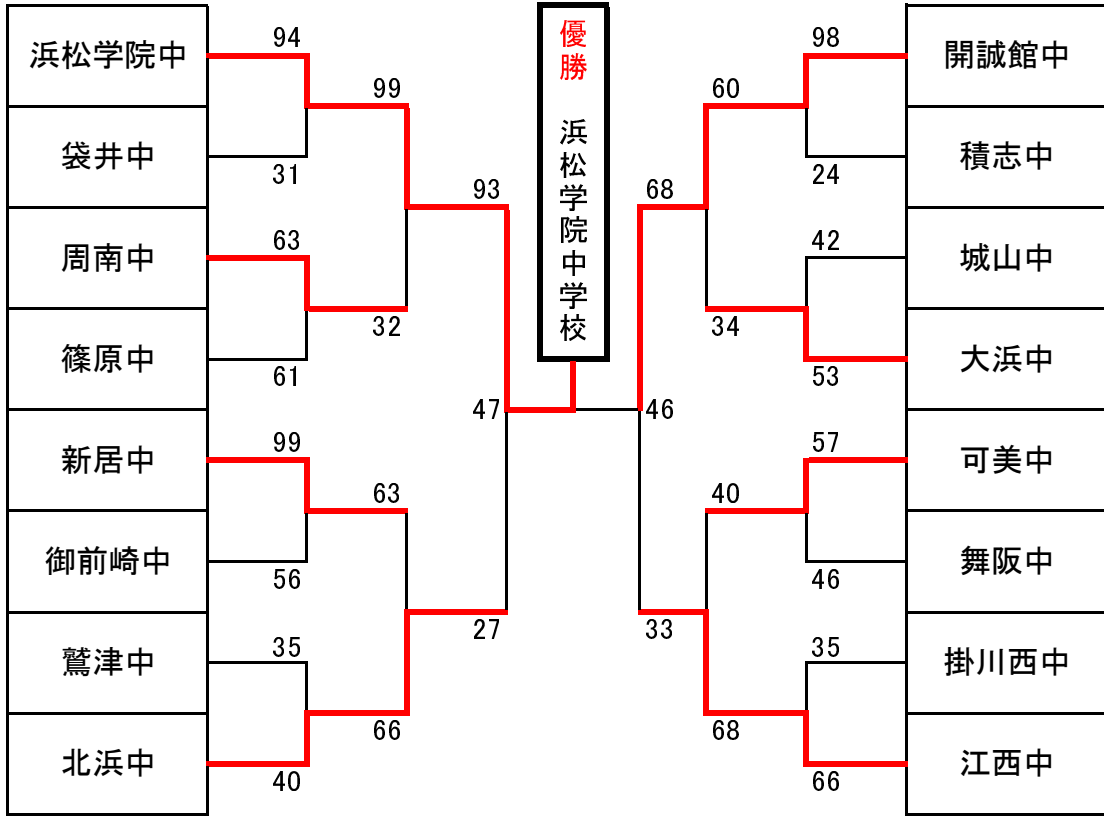 浜松学院中
袋井中
周南中
篠原中
新居中
御前崎中
鷲津中
北浜中
94
31
63
61
99
56
35
40
99
32
63
66
93
27
47
優勝 浜松学院中学校
46
68
33
60
34
40
68
98
24
42
53
57
46
35
66
開誠館中
積志中
城山中
大浜中
可美中
舞阪中
掛川西中
江西中